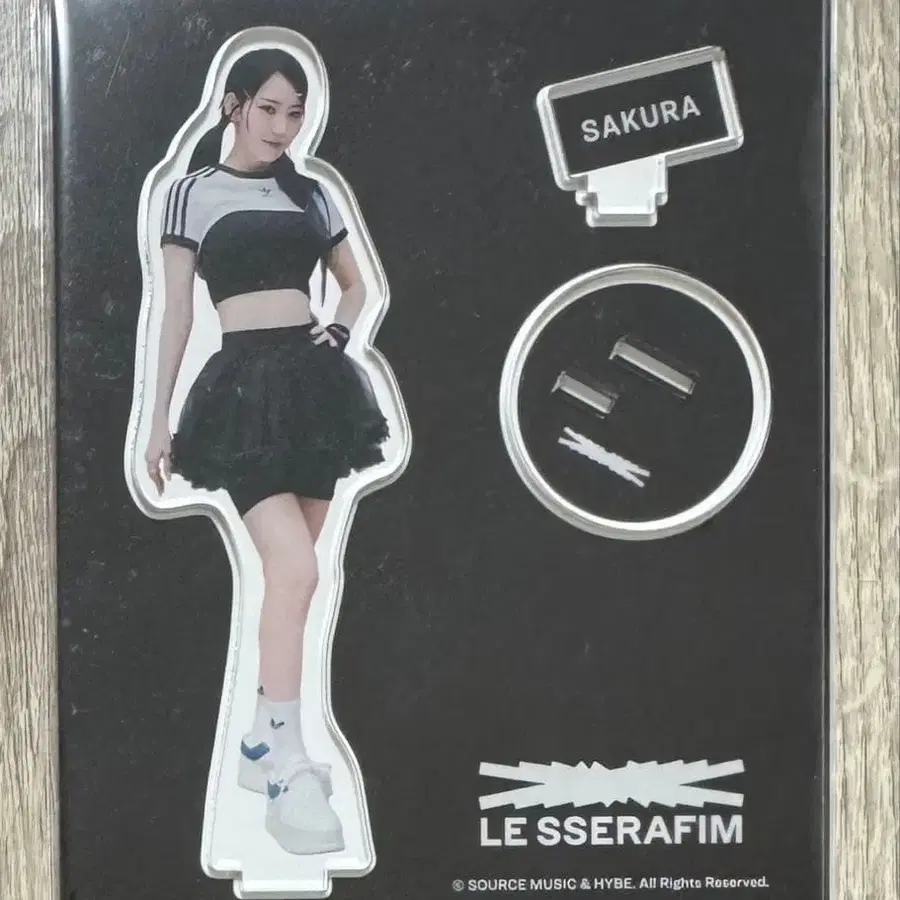 SAKURA
LE SSERAFIM
© SOURCE MUSIC & HYBE. All Rights Reserved.